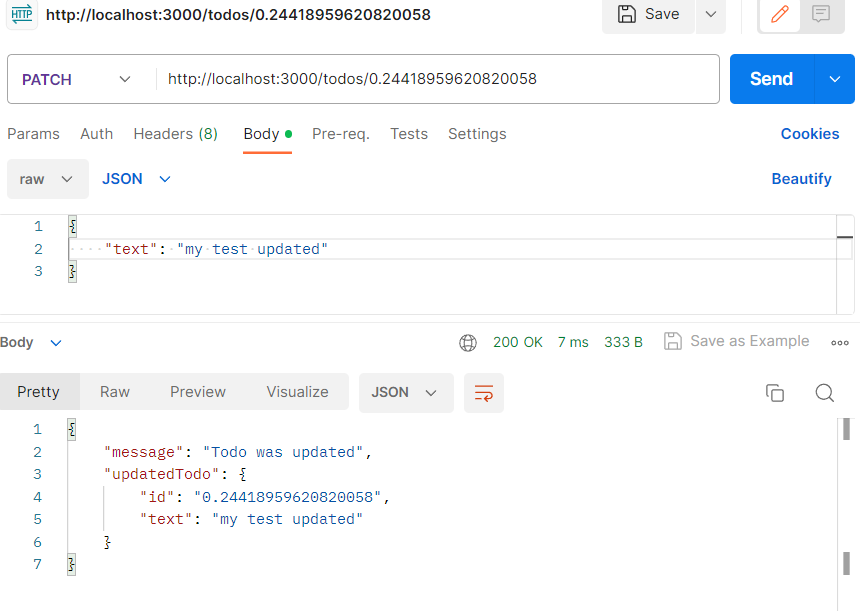 HTTP http://localhost:3000/todos/0.24418959620820058 Save
PATCH http://localhost:3000/todos/0.24418959620820058 Send
Params Auth Headers (8) Body Pre-req. Tests Settings Cookies
raw JSON Beautify
1 {
2 "text": "my test updated"
3 }
Body 200 OK 7 ms 333 B Save as Example
Pretty Raw Preview Visualize JSON
1 {
2 "message": "Todo was updated",
3 "updatedTodo": {
4 "id": "0.24418959620820058",
5 "text": "my test updated"
6 }
7 }